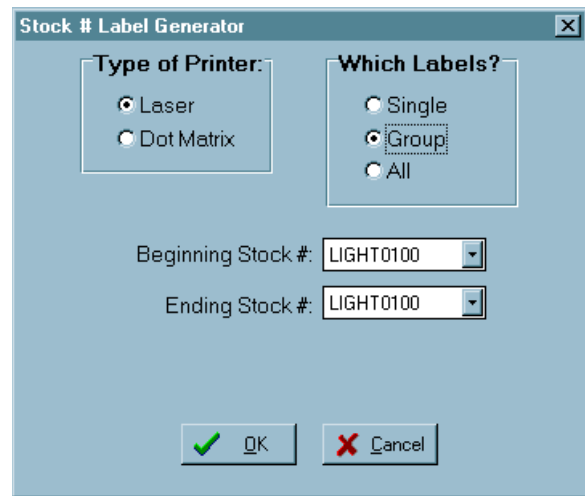 Stock # Label Generator
Type of Printer:
Laser
Dot Matrix
Which Labels?
Single
Group
All
Beginning Stock #: LIGHT0100
Ending Stock #: LIGHT0100
OK Cancel